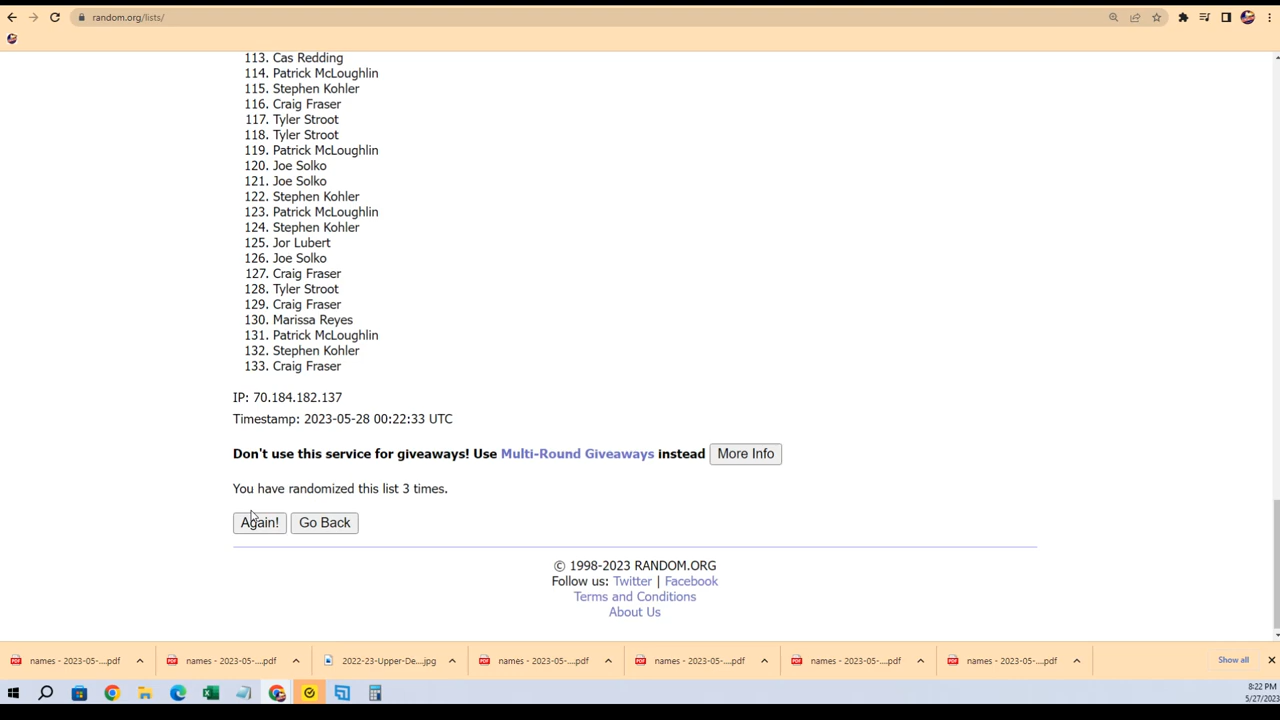 random.org/lists/
113. Cas Redding
114. Patrick McLoughlin
115. Stephen Kohler
116. Craig Fraser
117. Tyler Stroot
118. Tyler Stroot
119. Patrick McLoughlin
120. Joe Solko
121. Joe Solko
122. Stephen Kohler
123. Patrick McLoughlin
124. Stephen Kohler
125. Jor Lubert
126. Joe Solko
127. Craig Fraser
128. Tyler Stroot
129. Craig Fraser
130. Marissa Reyes
131. Patrick McLoughlin
132. Stephen Kohler
133. Craig Fraser
IP: 70.184.182.137
Timestamp: 2023-05-28 00:22:33 UTC
Don't use this service for giveaways! Use Multi-Round Giveaways instead More Info
You have randomized this list 3 times.
Again! Go Back
© 1998-2023 RANDOM.ORG
Follow us: Twitter | Facebook
Terms and Conditions
About Us
names - 2023-05-....pdf names - 2023-05-....pdf 2022-23-Upper-De....jpg names - 2023-05-....pdf names - 2023-05-....pdf names - 2023-05-....pdf names - 2023-05-....pdf Show all
8:22 PM
5/27/2023